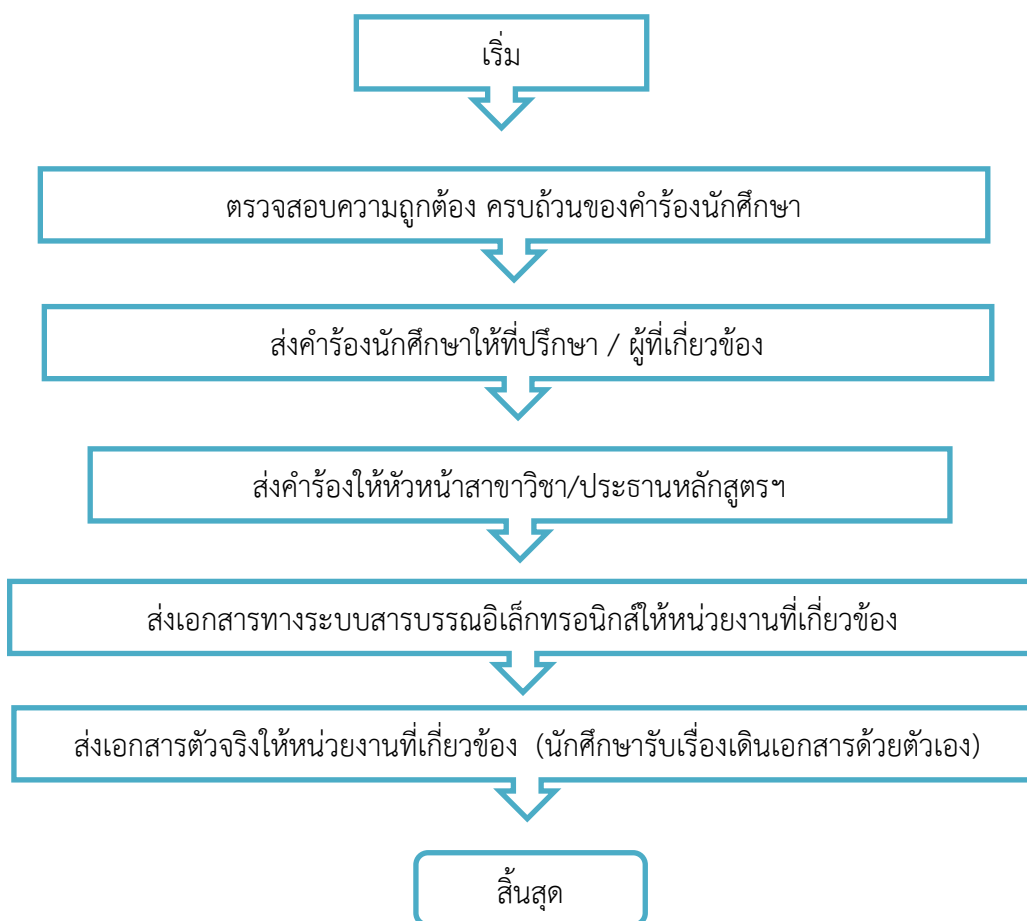 เริ่ม
ตรวจสอบความถูกต้อง ครบถ้วนของคำร้องนักศึกษา
ส่งคำร้องนักศึกษาให้ที่ปรึกษา / ผู้ที่เกี่ยวข้อง
ส่งคำร้องให้หัวหน้าสาขาวิชา/ประธานหลักสูตรฯ
ส่งเอกสารทางระบบสารบรรณอิเล็กทรอนิกส์ให้หน่วยงานที่เกี่ยวข้อง
ส่งเอกสารตัวจริงให้หน่วยงานที่เกี่ยวข้อง (นักศึกษารับเรื่องเดินเอกสารด้วยตัวเอง)
สิ้นสุด